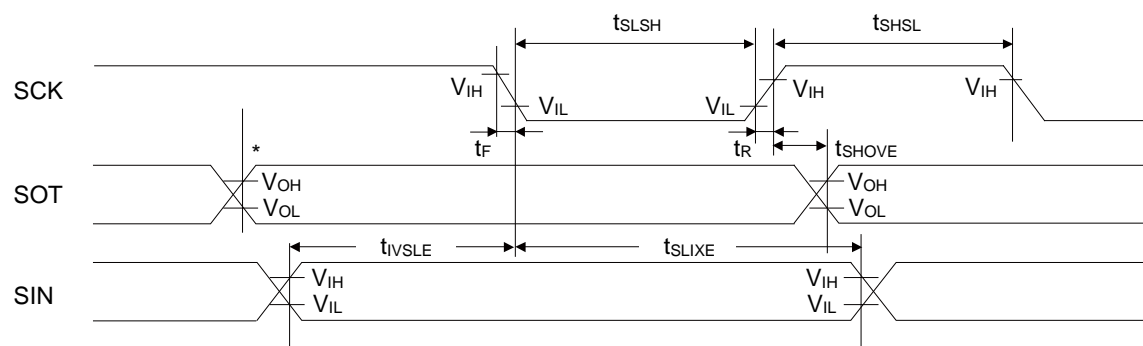 tSLSH
tSHSL
SCK
VIH
VIL
VIL
VIH
VIH
tF
tR
tSHOVE
*
SOT
VOH
VOL
VOH
VOL
tIVSLE
tSLIXE
SIN
VIH
VIL
VIH
VIL